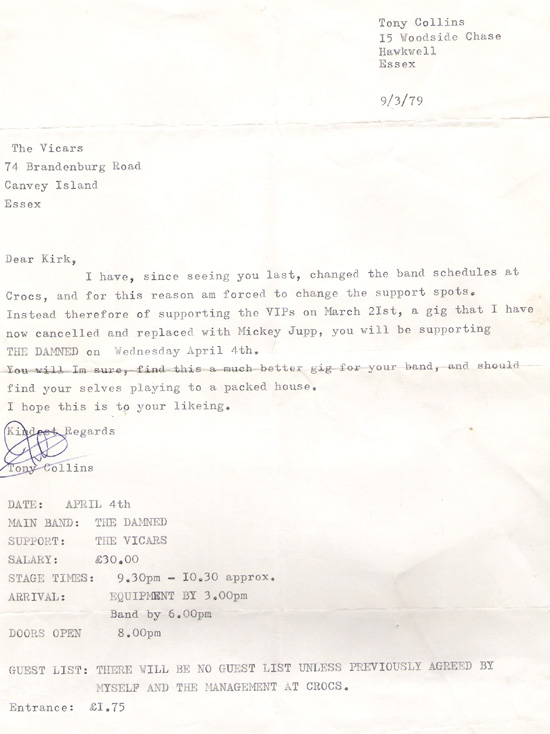 Tony Collins
15 Woodside Chase
Hawkwell
Essex
9/3/79
The Vicars
74 Brandenburg Road
Canvey Island
Essex
Dear Kirk,
I have, since seeing you last, changed the band schedules at
Crocs, and for this reason am forced to change the support spots.
Instead therefore of supporting the VIPs on March 2Ist, a gig that I have
now cancelled and replaced with Mickey Jupp, you will be supporting
THE DAMNED on Wednesday April 4th.
You will Im sure, find this a much better gig for your band, and should
find your selves playing to a packed house.
I hope this is to your likeing.
Kindest Regards
Tony Collins
DATE: APRIL 4th
MAIN BAND: THE DAMNED
SUPPORT: THE VICARS
SALARY: £30.00
STAGE TIMES: 9.30pm - I0.30 approx.
ARRIVAL: EQUIPMENT BY 3.00pm
Band by 6.00pm
DOORS OPEN 8.00pm
GUEST LIST: THERE WILL BE NO GUEST LIST UNLESS PREVIOUSLY AGREED BY
MYSELF AND THE MANAGEMENT AT CROCS.
Entrance: £I.75